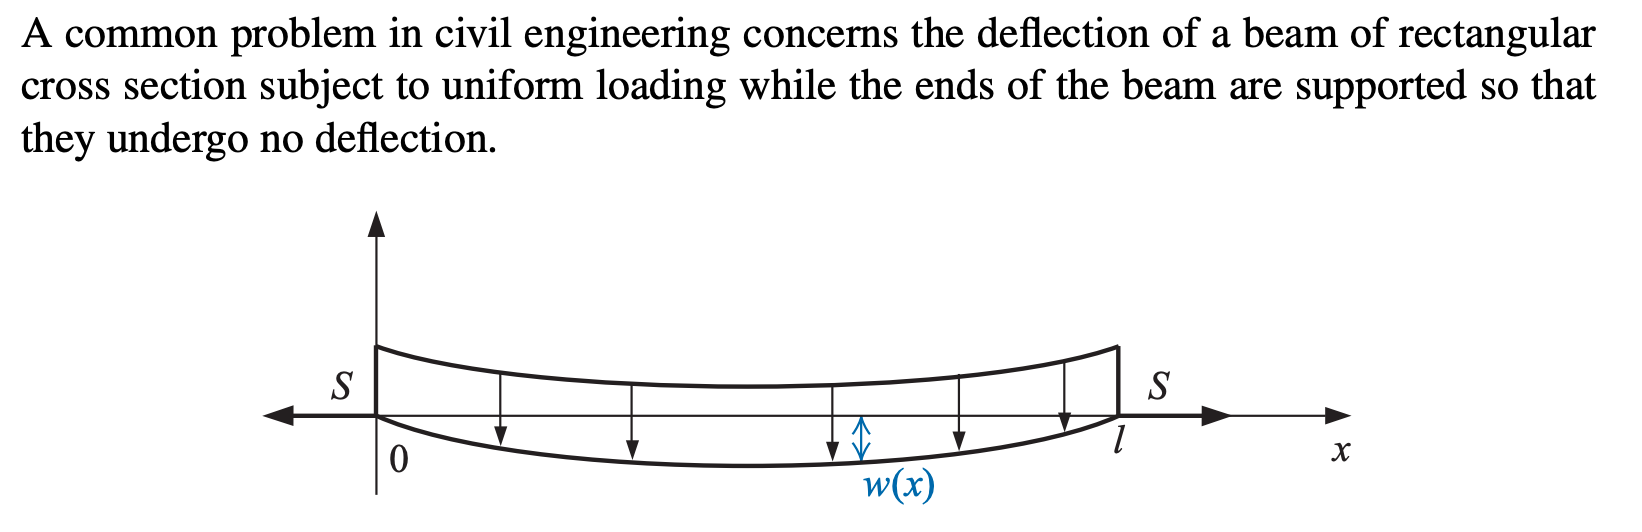 A common problem in civil engineering concerns the deflection of a beam of rectangular
cross section subject to uniform loading while the ends of the beam are supported so that
they undergo no deflection.
S
S
0
l
x
w(x)